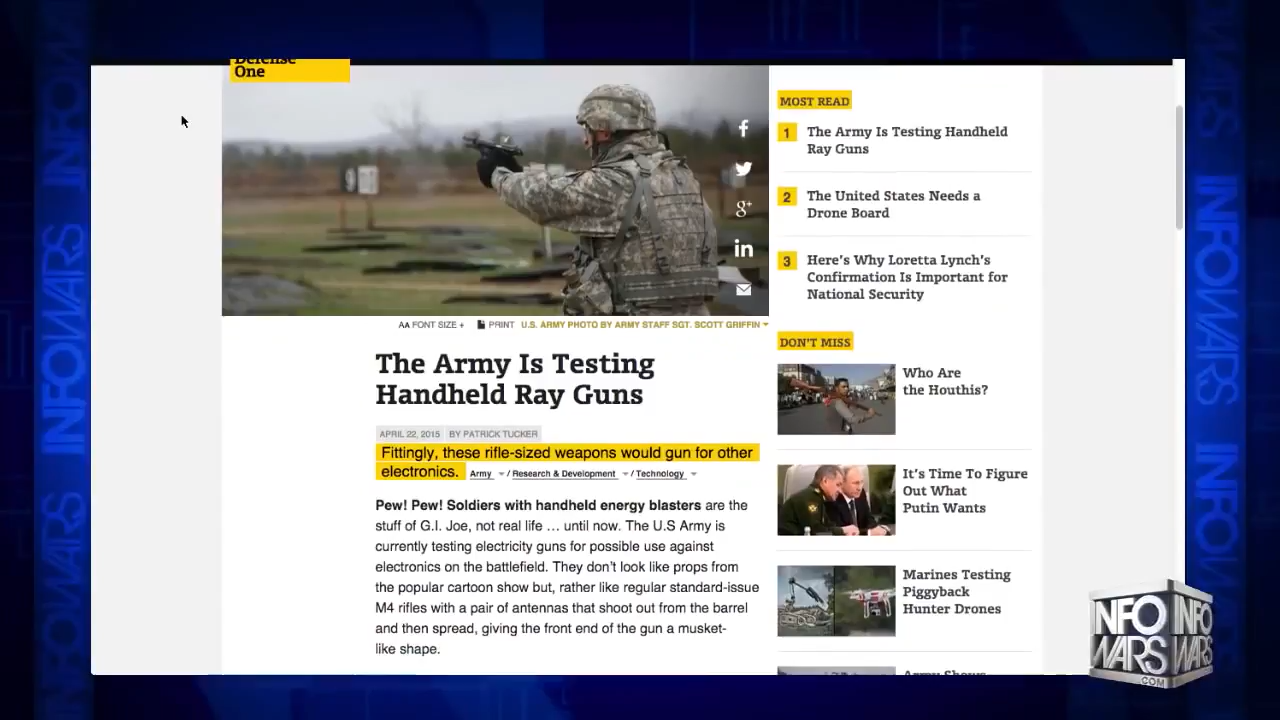 Defense
One
MOST READ
1 The Army Is Testing Handheld
Ray Guns
2 The United States Needs a
Drone Board
3 Here's Why Loretta Lynch's
Confirmation Is Important for
National Security
AA FONT SIZE + PRINT U.S. ARMY PHOTO BY ARMY STAFF SGT. SCOTT GRIFFIN
The Army Is Testing
Handheld Ray Guns
APRIL 22, 2015 BY PATRICK TUCKER
Fittingly, these rifle-sized weapons would gun for other
electronics. Army / Research & Development / Technology
Pew! Pew! Soldiers with handheld energy blasters are the
stuff of G.I. Joe, not real life … until now. The U.S Army is
currently testing electricity guns for possible use against
electronics on the battlefield. They don't look like props from
the popular cartoon show but, rather like regular standard-issue
M4 rifles with a pair of antennas that shoot out from the barrel
and then spread, giving the front end of the gun a musket-
like shape.
DON'T MISS
Who Are
the Houthis?
It's Time To Figure
Out What
Putin Wants
Marines Testing
Piggyback
Hunter Drones
Army Shows
INFOWARS
INFOWARS
INFOWARS
INFOWARS
INFO
WARS
.COM
INFO
WARS